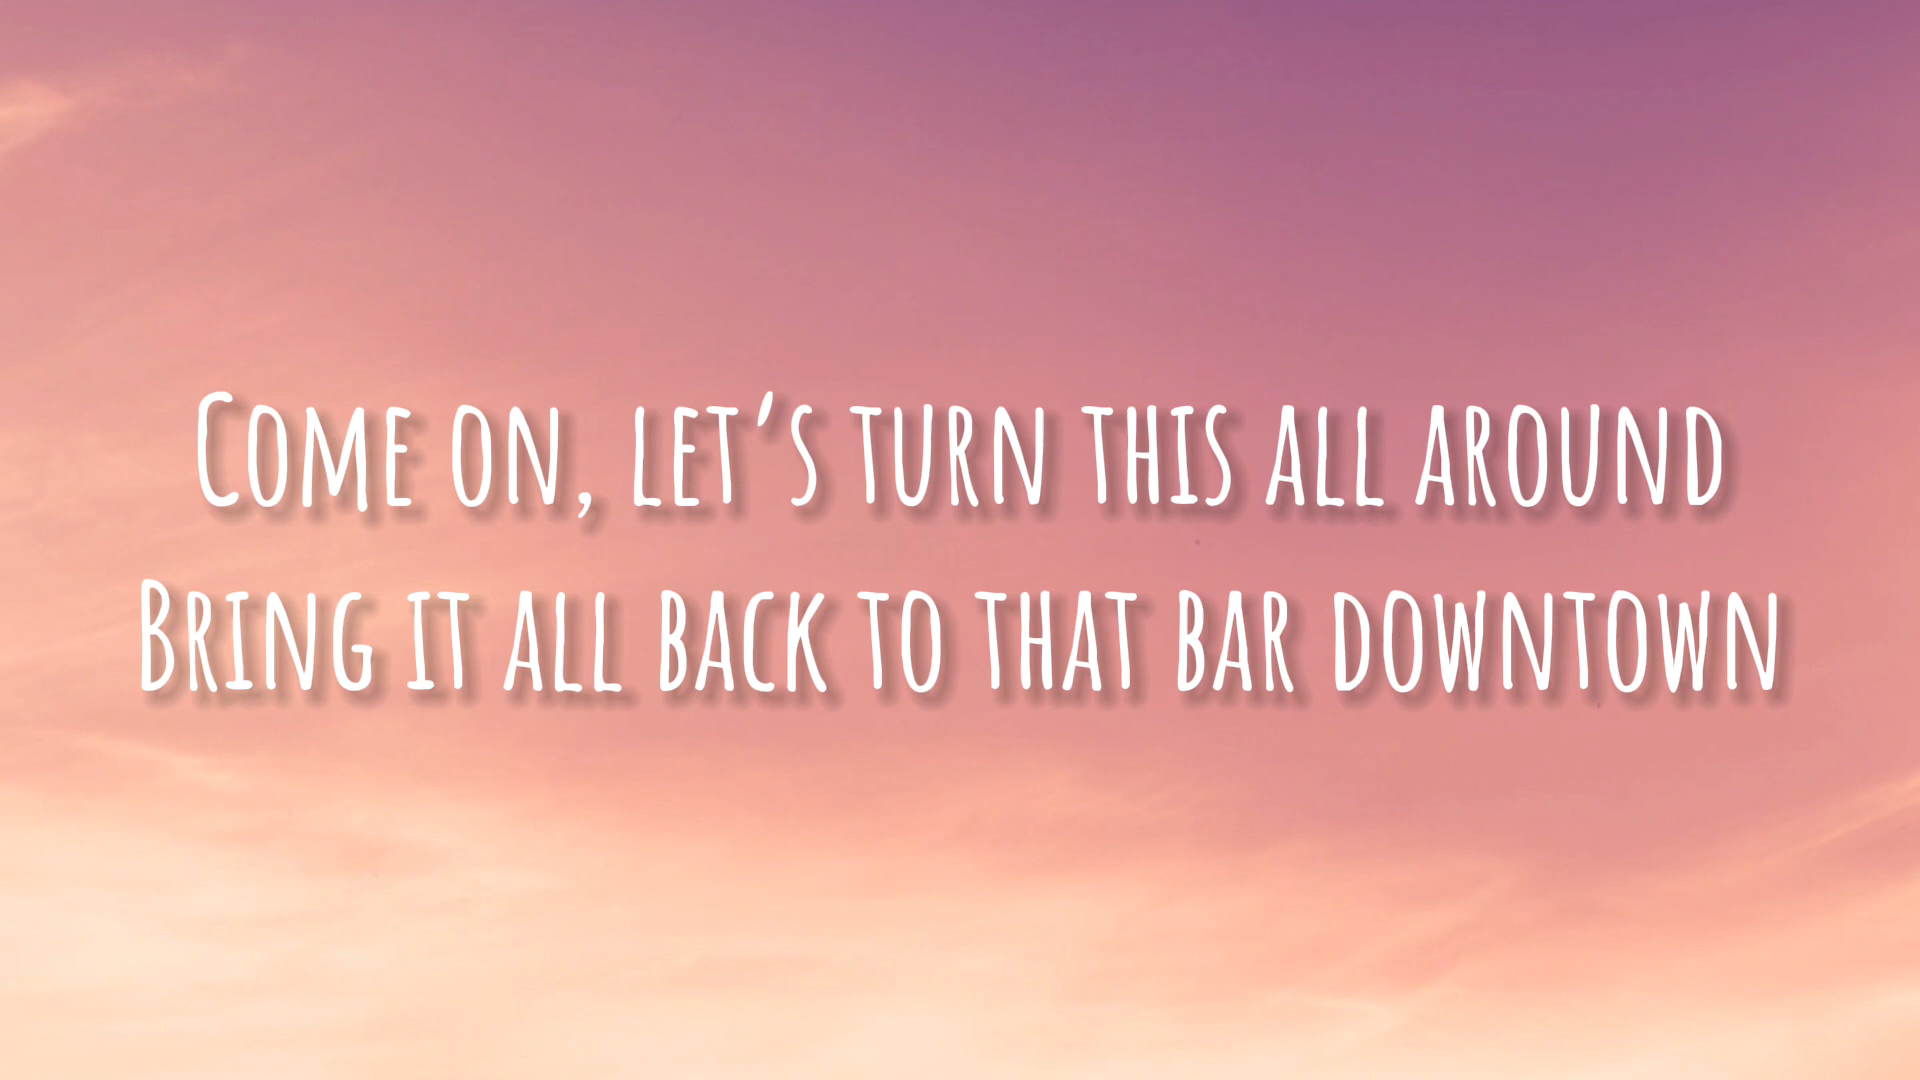 Come on, let’s turn this all around
Bring it all back to that bar downtown